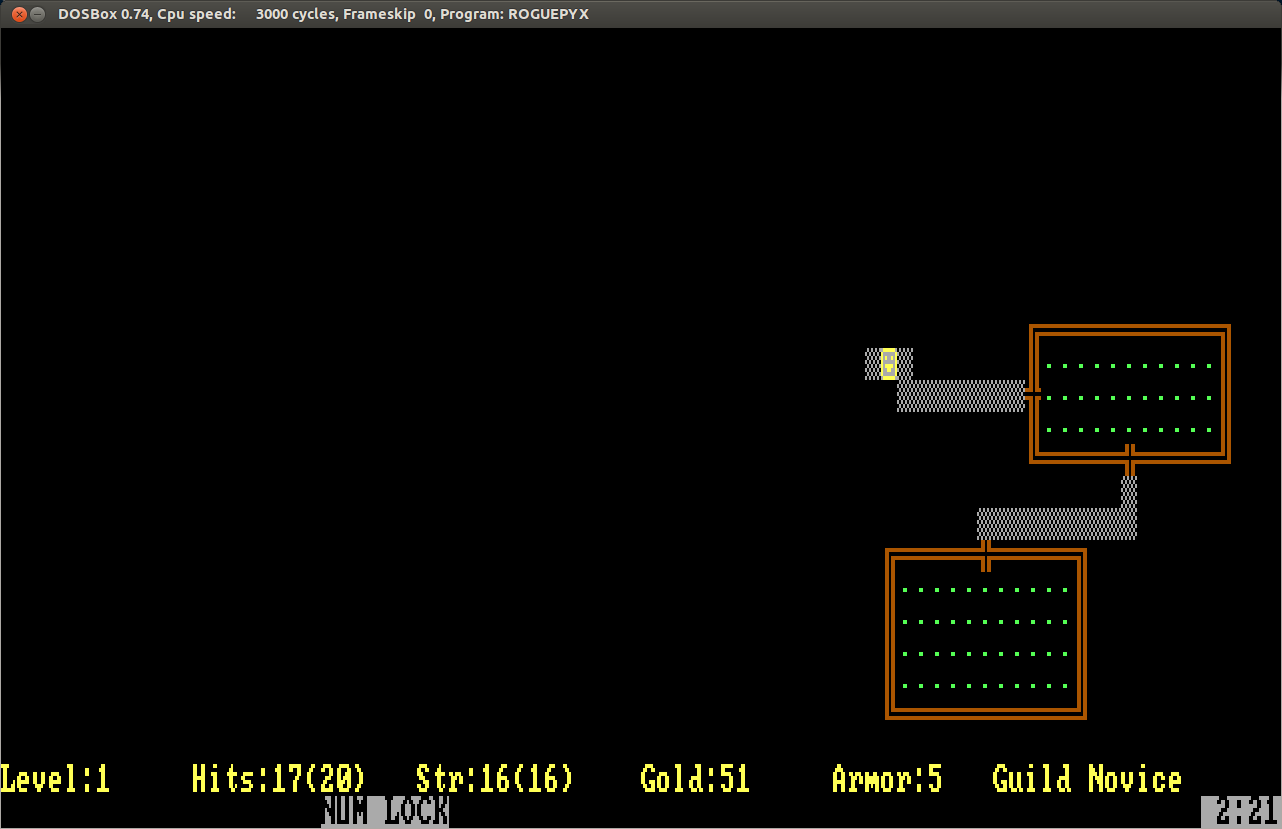 DOSBox 0.74, Cpu speed: 3000 cycles, Frameskip 0, Program: ROGUEPYX
Level:1 Hits:17(20) Str:16(16) Gold:51 Armor:5 Guild Novice
NUM LOCK 2:21